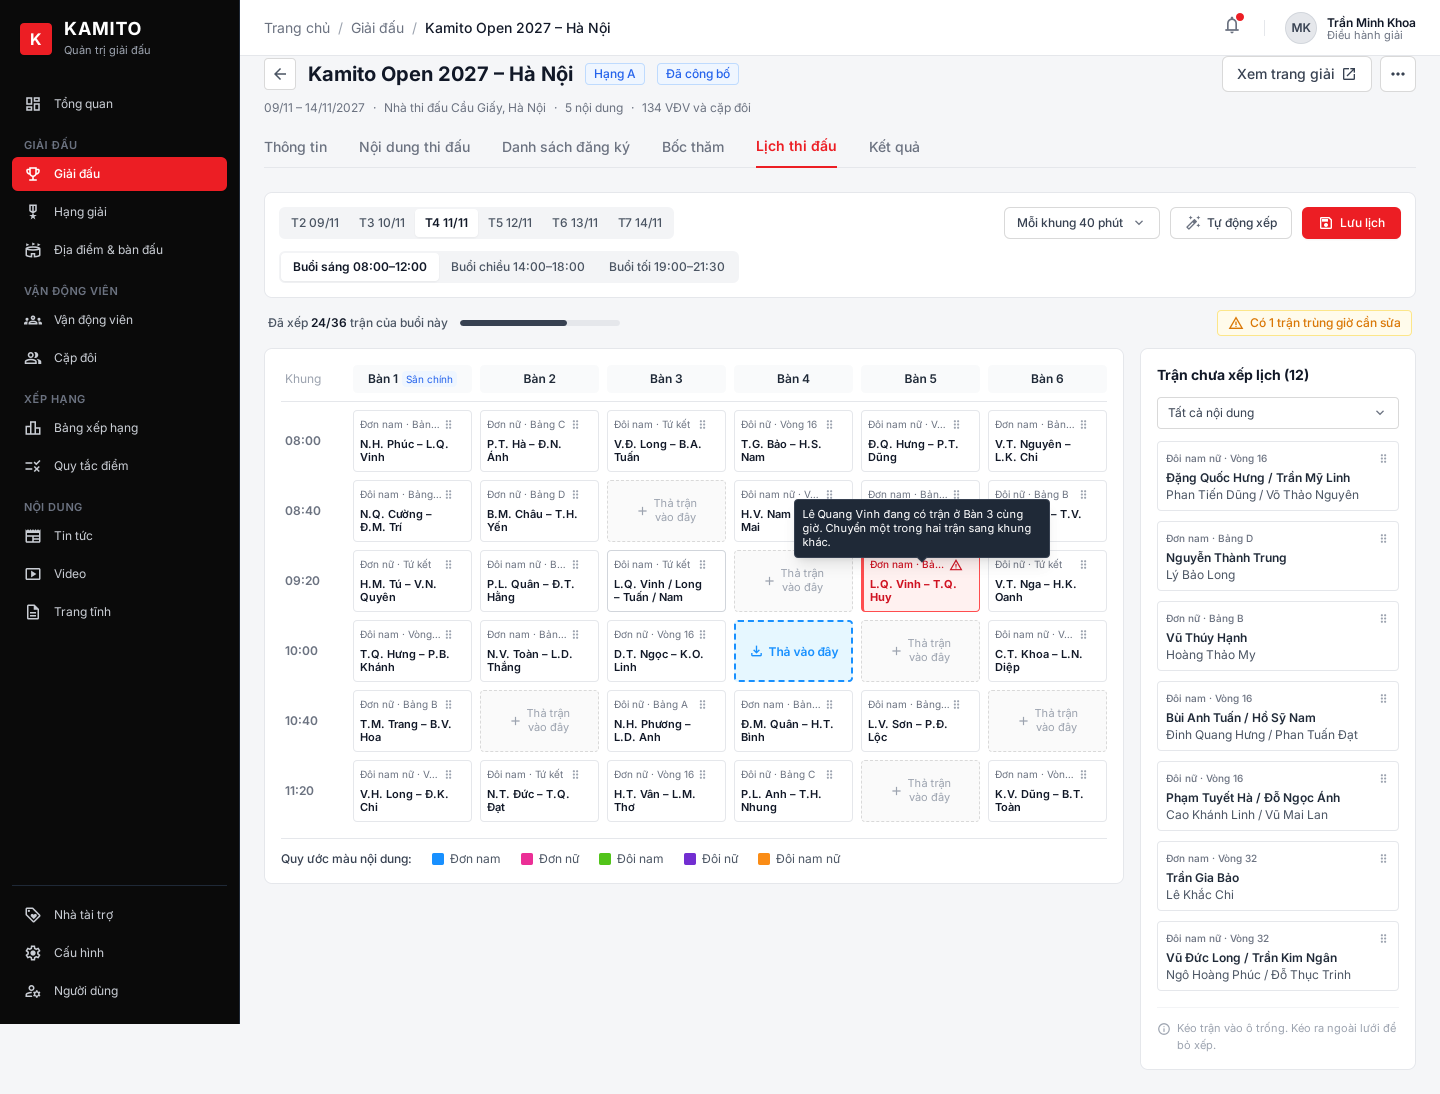 K
KAMITO
Quản trị giải đấu
Tổng quan
GIẢI ĐẤU
Giải đấu
Hạng giải
Địa điểm & bàn đấu
VẬN ĐỘNG VIÊN
Vận động viên
Cặp đôi
XẾP HẠNG
Bảng xếp hạng
Quy tắc điểm
NỘI DUNG
Tin tức
Video
Trang tĩnh
Nhà tài trợ
Cấu hình
Người dùng
Trang chủ / Giải đấu / Kamito Open 2027 – Hà Nội
MK
Trần Minh Khoa
Điều hành giải
Kamito Open 2027 – Hà Nội
Hạng A
Đã công bố
Xem trang giải
09/11 – 14/11/2027 · Nhà thi đấu Cầu Giấy, Hà Nội · 5 nội dung · 134 VĐV và cặp đôi
Thông tin
Nội dung thi đấu
Danh sách đăng ký
Bốc thăm
Lịch thi đấu
Kết quả
T2 09/11
T3 10/11
T4 11/11
T5 12/11
T6 13/11
T7 14/11
Mỗi khung 40 phút
Tự động xếp
Lưu lịch
Buổi sáng 08:00–12:00
Buổi chiều 14:00–18:00
Buổi tối 19:00–21:30
Đã xếp 24/36 trận của buổi này
Có 1 trận trùng giờ cần sửa
Khung
Bàn 1 Sân chính
Bàn 2
Bàn 3
Bàn 4
Bàn 5
Bàn 6
08:00
Đơn nam · Bản...
N.H. Phúc – L.Q.
Vinh
Đơn nữ · Bảng C
P.T. Hà – Đ.N.
Ánh
Đôi nam · Tứ kết
V.Đ. Long – B.A.
Tuấn
Đôi nữ · Vòng 16
T.G. Bảo – H.S.
Nam
Đôi nam nữ · V...
Đ.Q. Hưng – P.T.
Dũng
Đơn nam · Bản...
V.T. Nguyên –
L.K. Chi
08:40
Đôi nam · Bảng...
N.Q. Cường –
Đ.M. Trí
Đơn nữ · Bảng D
B.M. Châu – T.H.
Yến
Thả trận
vào đây
Đôi nam nữ · V...
H.V. Nam
Mai
Đơn nam · Bản...
Đôi nữ · Bảng B
– T.V.
Lê Quang Vinh đang có trận ở Bàn 3 cùng
giờ. Chuyển một trong hai trận sang khung
khác.
09:20
Đơn nữ · Tứ kết
H.M. Tú – V.N.
Quyên
Đôi nam nữ · B...
P.L. Quân – Đ.T.
Hằng
Đôi nam · Tứ kết
L.Q. Vinh / Long
– Tuấn / Nam
Thả trận
vào đây
Đơn nam · Bả...
L.Q. Vinh – T.Q.
Huy
Đôi nữ · Tứ kết
V.T. Nga – H.K.
Oanh
10:00
Đôi nam · Vòng...
T.Q. Hưng – P.B.
Khánh
Đơn nam · Bản...
N.V. Toàn – L.D.
Thắng
Đơn nữ · Vòng 16
D.T. Ngọc – K.O.
Linh
Thả vào đây
Thả trận
vào đây
Đôi nam nữ · V...
C.T. Khoa – L.N.
Diệp
10:40
Đơn nữ · Bảng B
T.M. Trang – B.V.
Hoa
Thả trận
vào đây
Đôi nữ · Bảng A
N.H. Phương –
L.D. Anh
Đơn nam · Bản...
Đ.M. Quân – H.T.
Bình
Đôi nam · Bảng...
L.V. Sơn – P.Đ.
Lộc
Thả trận
vào đây
11:20
Đôi nam nữ · V...
V.H. Long – Đ.K.
Chi
Đôi nam · Tứ kết
N.T. Đức – T.Q.
Đạt
Đơn nữ · Vòng 16
H.T. Vân – L.M.
Thơ
Đôi nữ · Bảng C
P.L. Anh – T.H.
Nhung
Thả trận
vào đây
Đơn nam · Vòn...
K.V. Dũng – B.T.
Toàn
Quy ước màu nội dung:
Đơn nam
Đơn nữ
Đôi nam
Đôi nữ
Đôi nam nữ
Trận chưa xếp lịch (12)
Tất cả nội dung
Đôi nam nữ · Vòng 16
Đặng Quốc Hưng / Trần Mỹ Linh
Phan Tiến Dũng / Võ Thảo Nguyên
Đơn nam · Bảng D
Nguyễn Thành Trung
Lý Bảo Long
Đơn nữ · Bảng B
Vũ Thúy Hạnh
Hoàng Thảo My
Đôi nam · Vòng 16
Bùi Anh Tuấn / Hồ Sỹ Nam
Đinh Quang Hưng / Phan Tuấn Đạt
Đôi nữ · Vòng 16
Phạm Tuyết Hà / Đỗ Ngọc Ánh
Cao Khánh Linh / Vũ Mai Lan
Đơn nam · Vòng 32
Trần Gia Bảo
Lê Khắc Chi
Đôi nam nữ · Vòng 32
Vũ Đức Long / Trần Kim Ngân
Ngô Hoàng Phúc / Đỗ Thục Trinh
Kéo trận vào ô trống. Kéo ra ngoài lưới để
bỏ xếp.